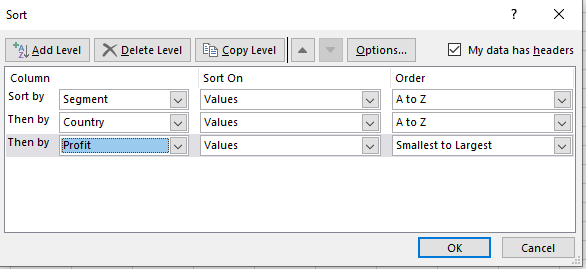 Sort ? ×
Add Level Delete Level Copy Level Options... My data has headers
Column Sort On Order
Sort by Segment Values A to Z
Then by Country Values A to Z
Then by Profit Values Smallest to Largest
OK Cancel